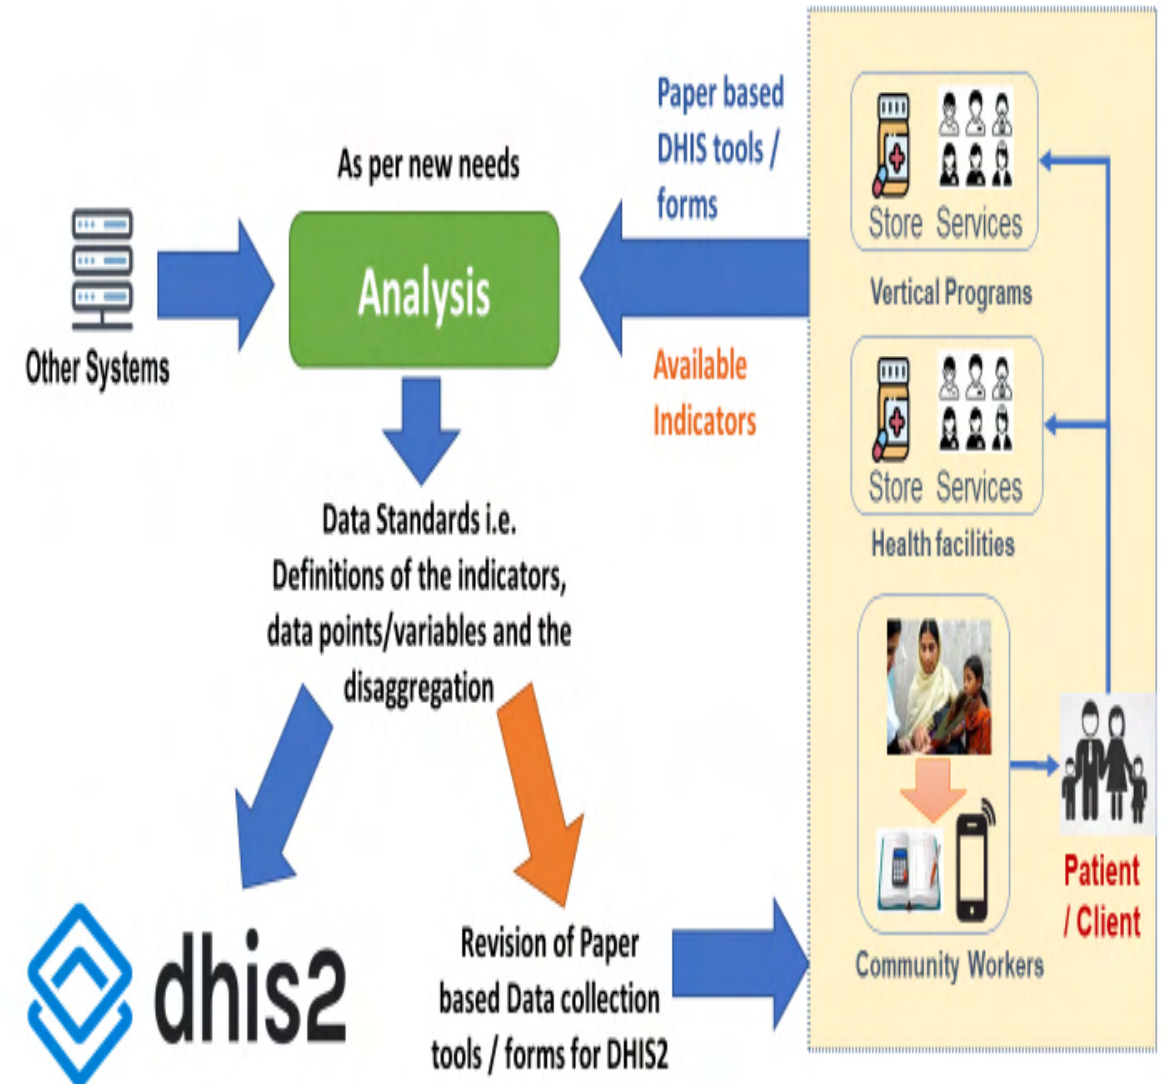 Paper based
DHIS tools /
forms
As per new needs
Analysis
Other Systems
Available
Indicators
Data Standards i.e.
Definitions of the indicators,
data points/variables and the
disaggregation
dhis2
Revision of Paper
based Data collection
tools / forms for DHIS2
Store Services
Vertical Programs
Store Services
Health facilities
Community Workers
Patient
/ Client